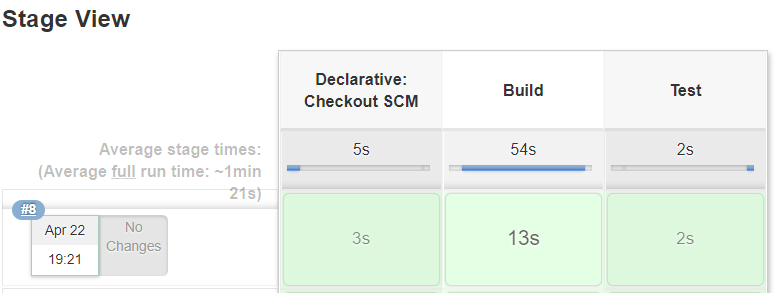 Stage View
Declarative:
Checkout SCM
Build
Test
Average stage times:
(Average full run time: ~1min
21s)
5s
54s
2s
#8
Apr 22
19:21
No
Changes
3s
13s
2s